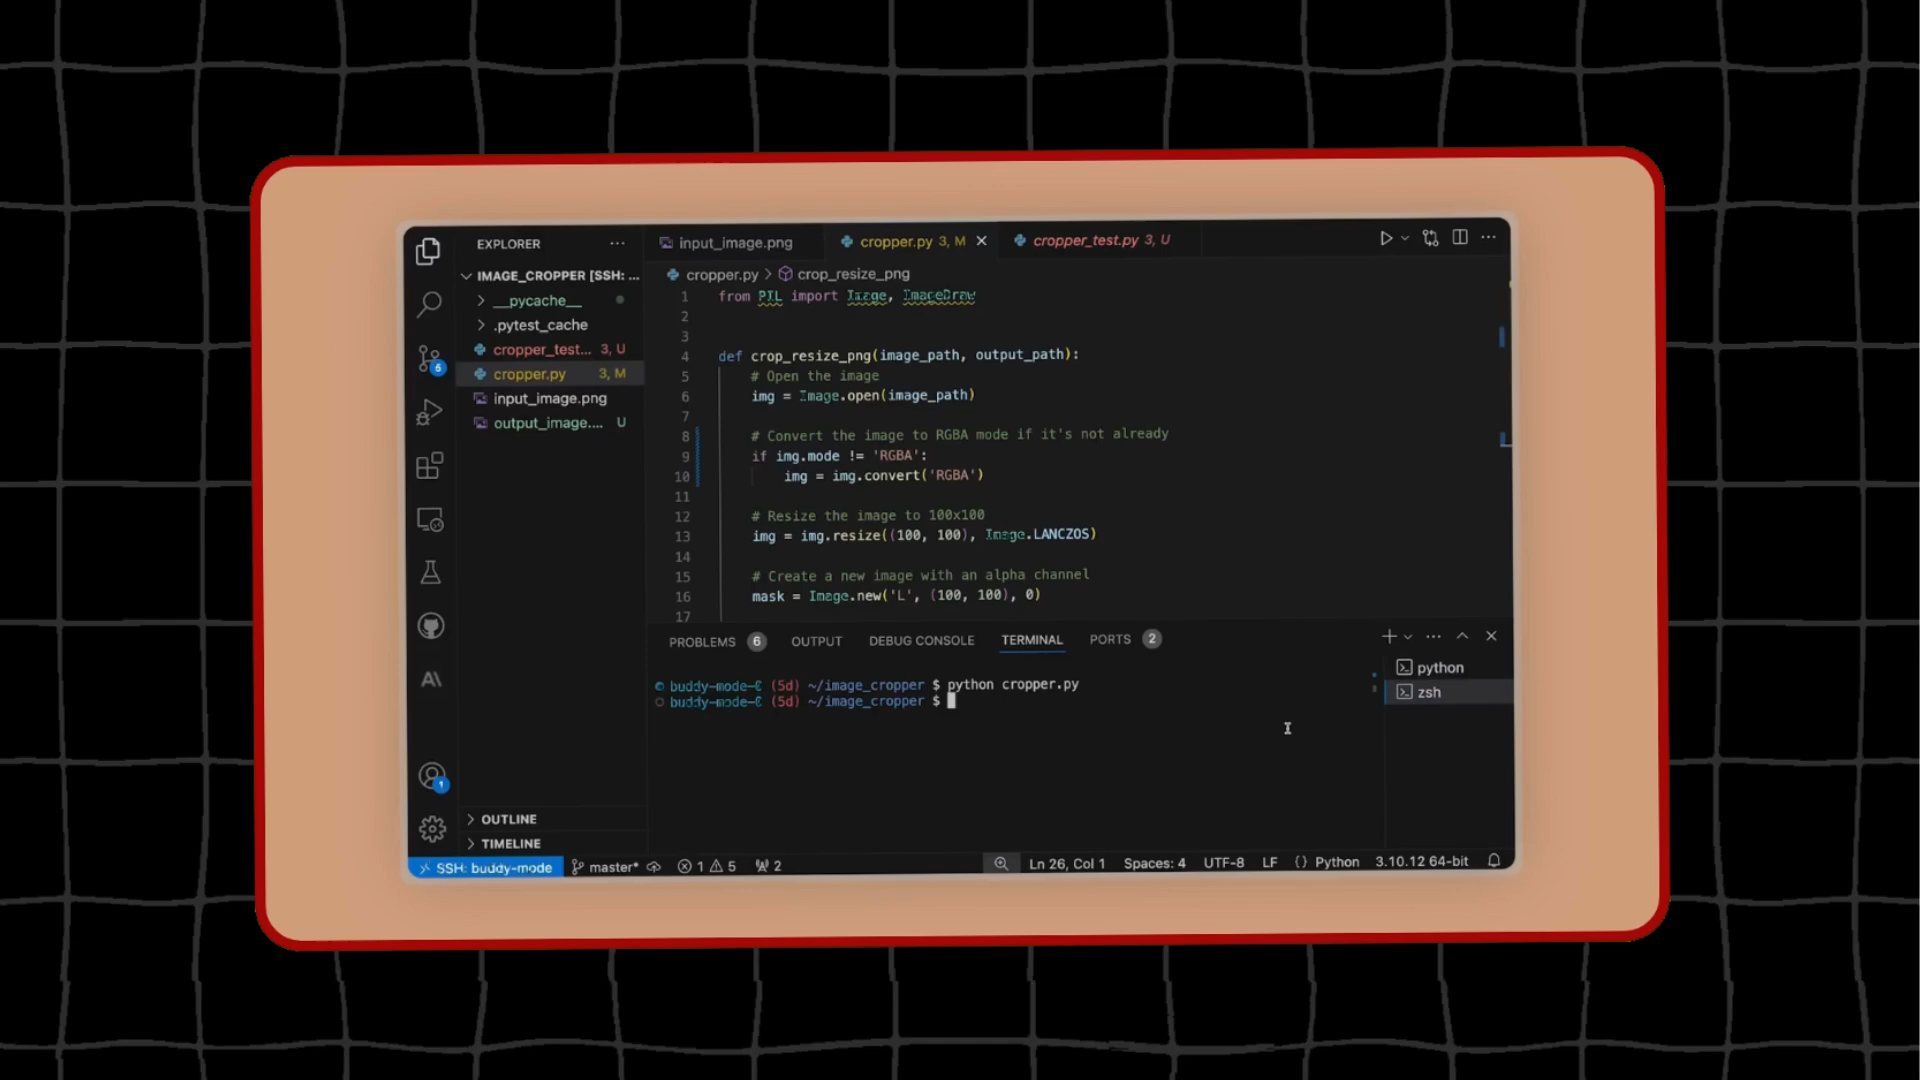 EXPLORER
IMAGE_CROPPER [SSH: ...
__pycache__
.pytest_cache
cropper_test... 3, U
cropper.py 3, M
input_image.png
output_image.... U
OUTLINE
TIMELINE
input_image.png
cropper.py 3, M
cropper_test.py 3, U
cropper.py > crop_resize_png
1 from PIL import Image, ImageDraw
2
3
4 def crop_resize_png(image_path, output_path):
5 # Open the image
6 img = Image.open(image_path)
7
8 # Convert the image to RGBA mode if it's not already
9 if img.mode != 'RGBA':
10 img = img.convert('RGBA')
11
12 # Resize the image to 100x100
13 img = img.resize((100, 100), Image.LANCZOS)
14
15 # Create a new image with an alpha channel
16 mask = Image.new('L', (100, 100), 0)
17
PROBLEMS 6 OUTPUT DEBUG CONSOLE TERMINAL PORTS 2
buddy-mode-0 (5d) ~/image_cropper $ python cropper.py
buddy-mode-0 (5d) ~/image_cropper $
python
zsh
SSH: buddy-mode master* 1 5 2 Ln 26, Col 1 Spaces: 4 UTF-8 LF {} Python 3.10.12 64-bit